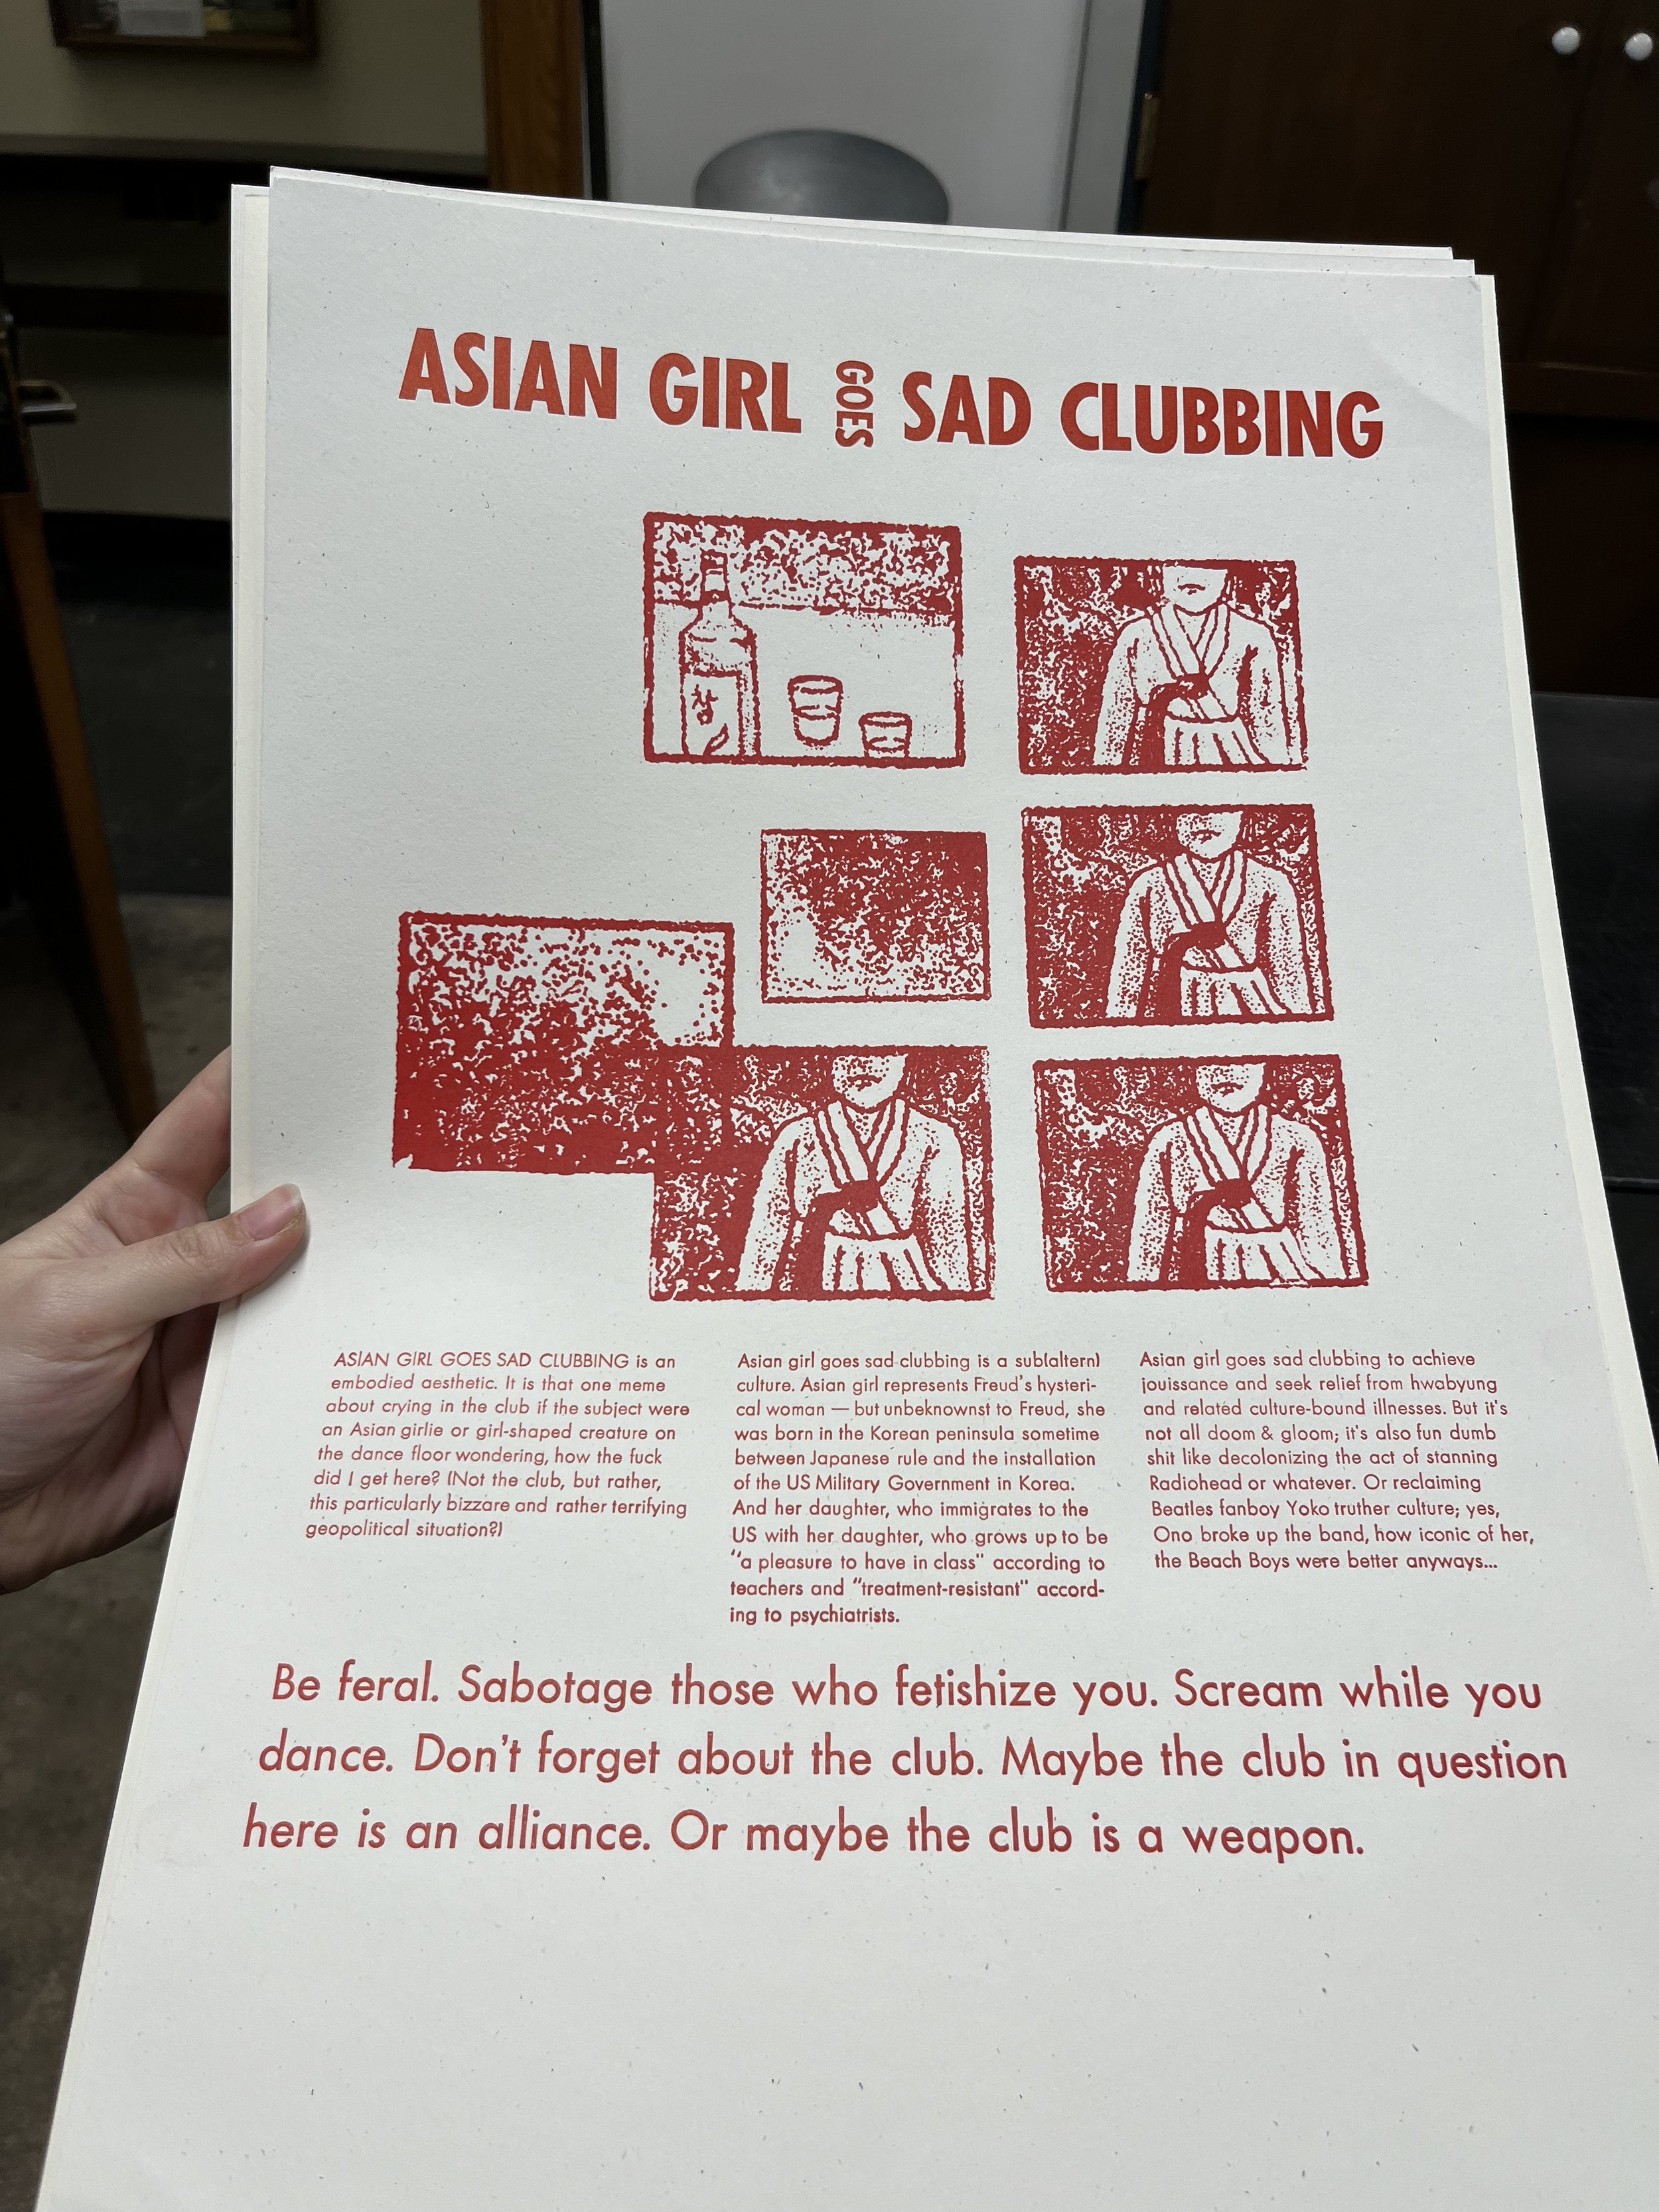 ASIAN GIRL GOES SAD CLUBBING
ASIAN GIRL GOES SAD CLUBBING is an
embodied aesthetic. It is that one meme
about crying in the club if the subject were
an Asian girlie or girl-shaped creature on
the dance floor wondering, how the fuck
did I get here? (Not the club, but rather,
this particularly bizzare and rather terrifying
geopolitical situation?)
Asian girl goes sad clubbing is a sub(altern)
culture. Asian girl represents Freud's hysteri-
cal woman — but unbeknownst to Freud, she
was born in the Korean peninsula sometime
between Japanese rule and the installation
of the US Military Government in Korea.
And her daughter, who immigrates to the
US with her daughter, who grows up to be
“a pleasure to have in class" according to
teachers and “treatment-resistant" accord-
ing to psychiatrists.
Asian girl goes sad clubbing to achieve
jouissance and seek relief from hwabyung
and related culture-bound illnesses. But it's
not all doom & gloom; it's also fun dumb
shit like decolonizing the act of stanning
Radiohead or whatever. Or reclaiming
Beatles fanboy Yoko truther culture; yes,
Ono broke up the band, how iconic of her,
the Beach Boys were better anyways...
Be feral. Sabotage those who fetishize you. Scream while you
dance. Don't forget about the club. Maybe the club in question
here is an alliance. Or maybe the club is a weapon.